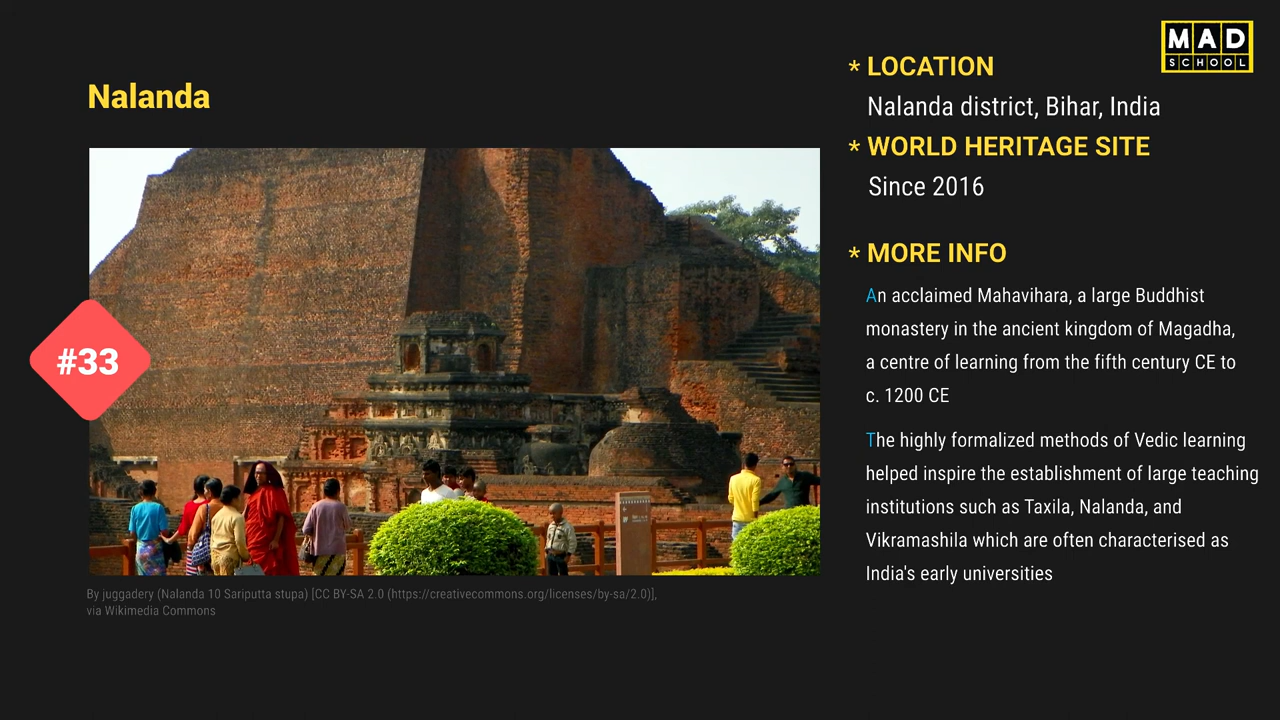 Nalanda
#33
By juggadery (Nalanda 10 Sariputta stupa) [CC BY-SA 2.0 (https://creativecommons.org/licenses/by-sa/2.0)],
via Wikimedia Commons
MAD
SCHOOL
* LOCATION
Nalanda district, Bihar, India
* WORLD HERITAGE SITE
Since 2016
* MORE INFO
An acclaimed Mahavihara, a large Buddhist
monastery in the ancient kingdom of Magadha,
a centre of learning from the fifth century CE to
c. 1200 CE
The highly formalized methods of Vedic learning
helped inspire the establishment of large teaching
institutions such as Taxila, Nalanda, and
Vikramashila which are often characterised as
India's early universities